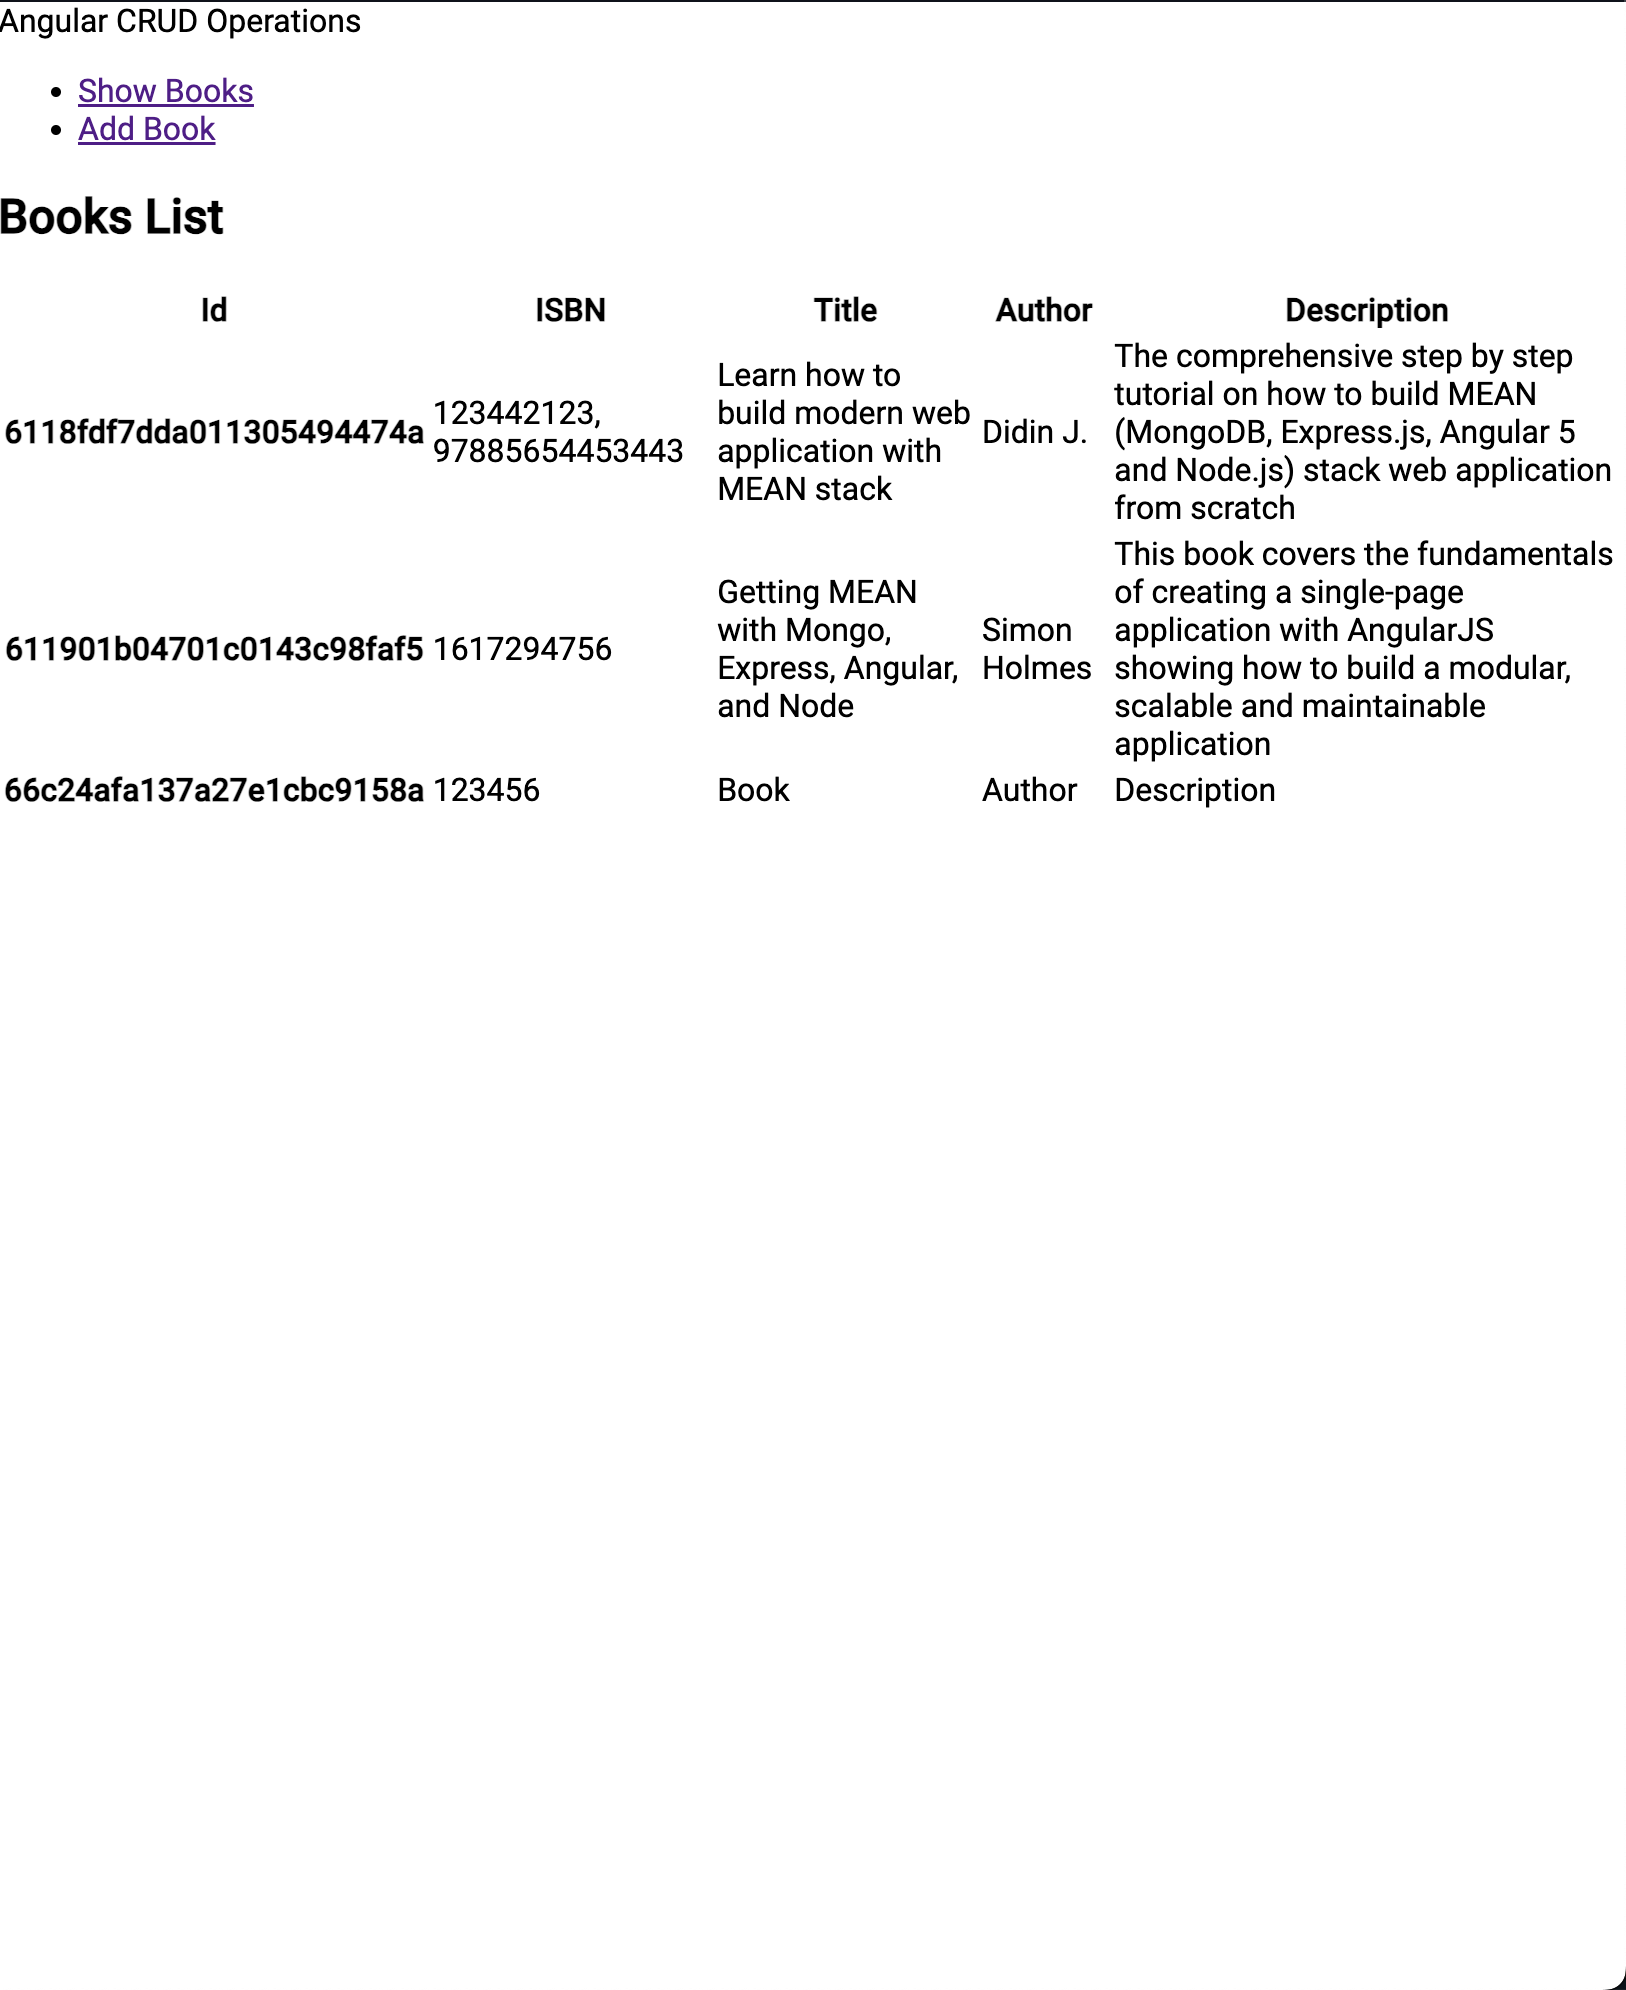 Angular CRUD Operations
Show Books
Add Book
Books List
Id ISBN Title Author Description
6118fdf7dda011305494474a
123442123,
97885654453443
Learn how to
build modern web
application with
MEAN stack
Didin J.
The comprehensive step by step
tutorial on how to build MEAN
(MongoDB, Express.js, Angular 5
and Node.js) stack web application
from scratch
611901b04701c0143c98faf5
1617294756
Getting MEAN
with Mongo,
Express, Angular,
and Node
Simon
Holmes
This book covers the fundamentals
of creating a single-page
application with AngularJS
showing how to build a modular,
scalable and maintainable
application
66c24afa137a27e1cbc9158a 123456 Book Author Description